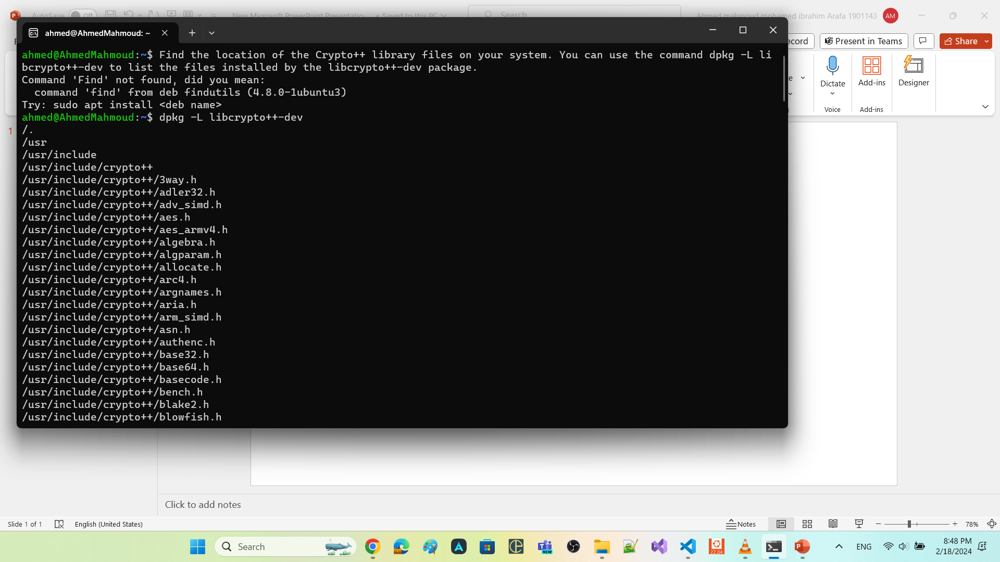 AutoSave Off New Microsoft PowerPoint Presentatio... • Saved to this PC Search Ahmed mahmoud mohamed ibrahim Arafa 1901143 AM
ahmed@AhmedMahmoud: ~
ecord Present in Teams Share
ahmed@AhmedMahmoud:~$ Find the location of the Crypto++ library files on your system. You can use the command dpkg -L li
bcrypto++-dev to list the files installed by the libcrypto++-dev package.
Command 'Find' not found, did you mean:
  command 'find' from deb findutils (4.8.0-1ubuntu3)
Try: sudo apt install <deb name>
ahmed@AhmedMahmoud:~$ dpkg -L libcrypto++-dev
/.
/usr
/usr/include
/usr/include/crypto++
/usr/include/crypto++/3way.h
/usr/include/crypto++/adler32.h
/usr/include/crypto++/adv_simd.h
/usr/include/crypto++/aes.h
/usr/include/crypto++/aes_armv4.h
/usr/include/crypto++/algebra.h
/usr/include/crypto++/algparam.h
/usr/include/crypto++/allocate.h
/usr/include/crypto++/arc4.h
/usr/include/crypto++/argnames.h
/usr/include/crypto++/aria.h
/usr/include/crypto++/arm_simd.h
/usr/include/crypto++/asn.h
/usr/include/crypto++/authenc.h
/usr/include/crypto++/base32.h
/usr/include/crypto++/base64.h
/usr/include/crypto++/basecode.h
/usr/include/crypto++/bench.h
/usr/include/crypto++/blake2.h
/usr/include/crypto++/blowfish.h
Dictate Add-ins Designer
Voice Add-ins
1
Click to add notes
Slide 1 of 1 English (United States) Notes 78%
Search NEW 22.04 ENG 8:48 PM
2/18/2024